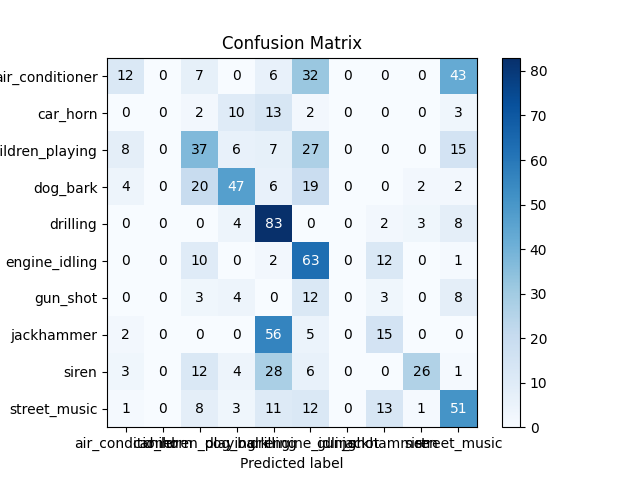 Confusion Matrix
air_conditioner 12 0 7 0 6 32 0 0 0 43
car_horn 0 0 2 10 13 2 0 0 0 3
ildren_playing 8 0 37 6 7 27 0 0 0 15
dog_bark 4 0 20 47 6 19 0 0 2 2
drilling 0 0 0 4 83 0 0 2 3 8
engine_idling 0 0 10 0 2 63 0 12 0 1
gun_shot 0 0 3 4 0 12 0 3 0 8
jackhammer 2 0 0 0 56 5 0 15 0 0
siren 3 0 12 4 28 6 0 0 26 1
street_music 1 0 8 3 11 12 0 13 1 51
street_music
Predicted label
80
70
60
50
40
30
20
10
0